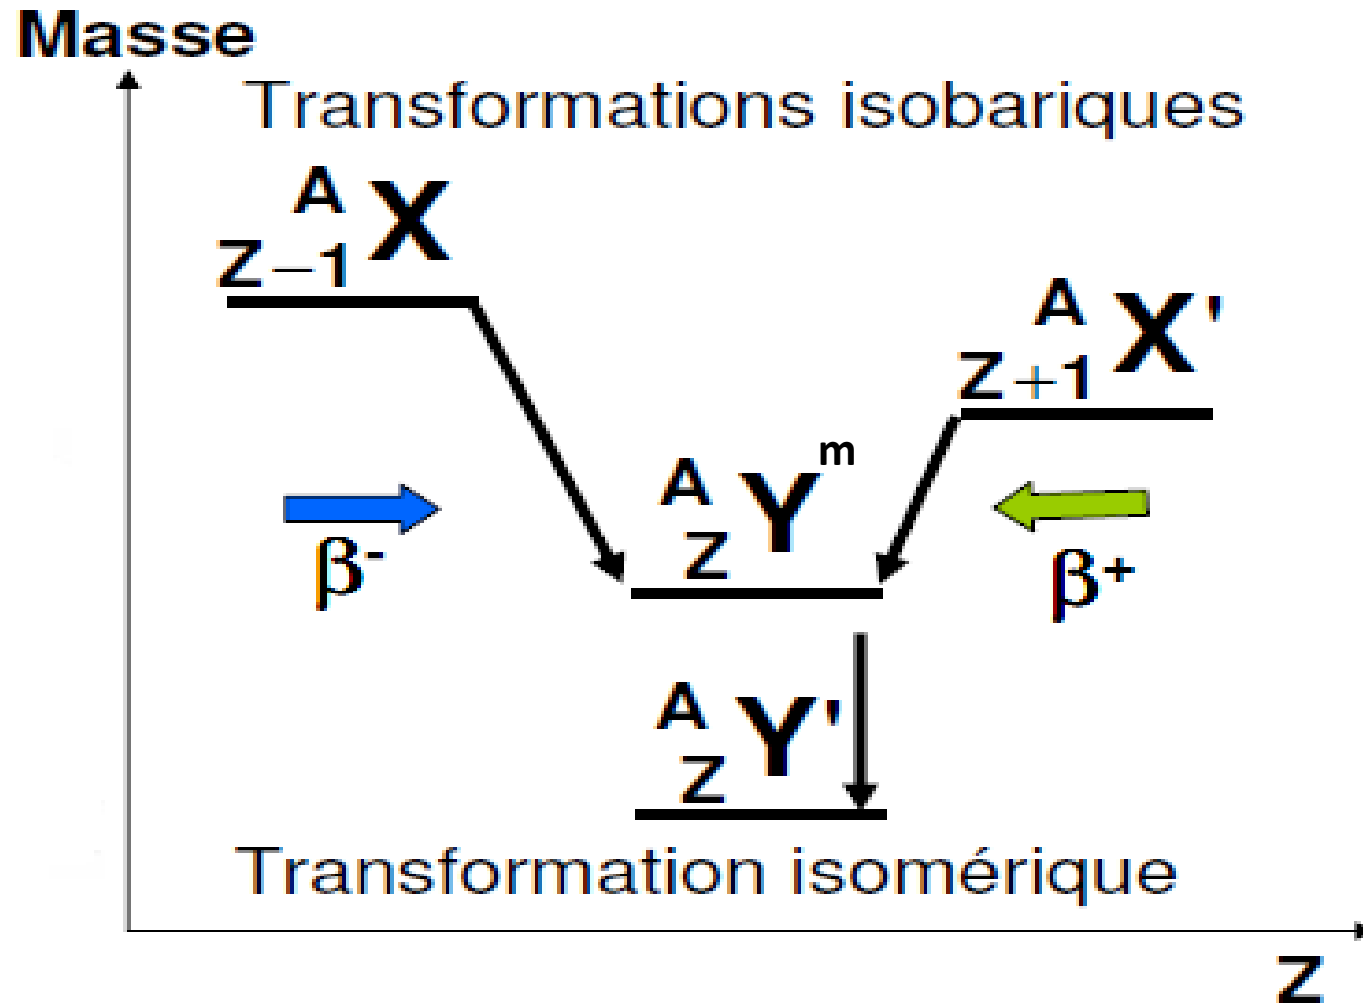 Masse
Transformations isobariques
A
Z−1 X
A
Z+1 X'
A
Z Y m
β-
β+
A
Z Y'
Transformation isomérique
Z